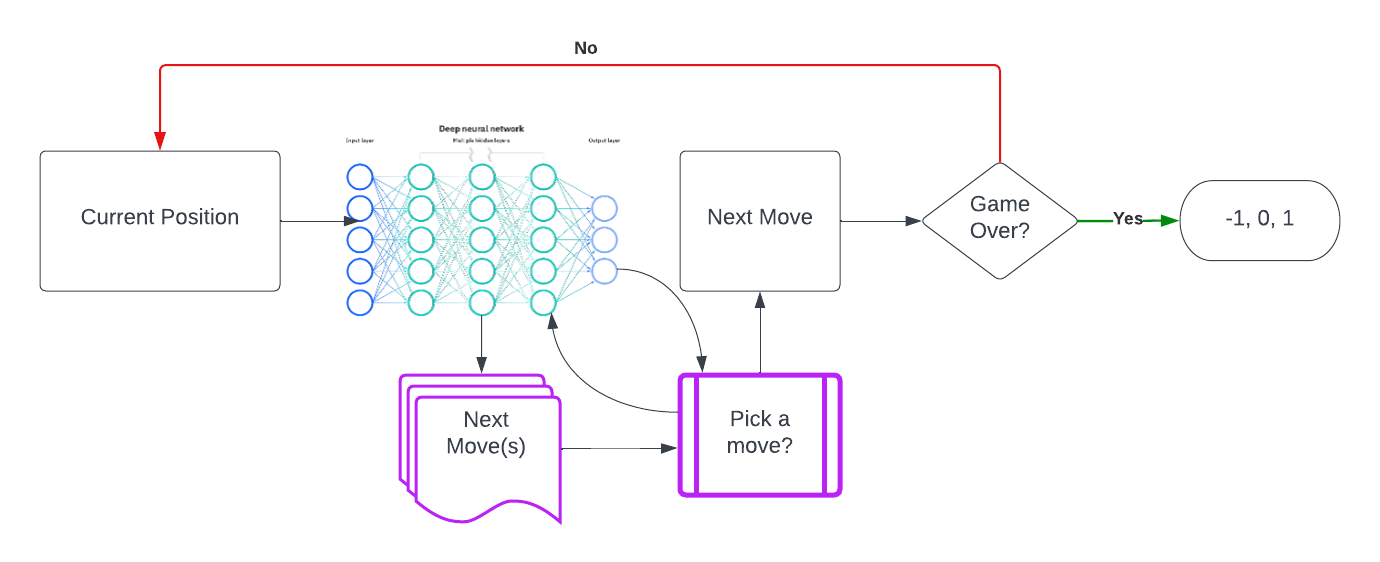 No
Deep neural network
Input layer
Multiple hidden layers
Output layer
Current Position
Next Move
Game
Over?
Yes
-1, 0, 1
Next
Move(s)
Pick a
move?